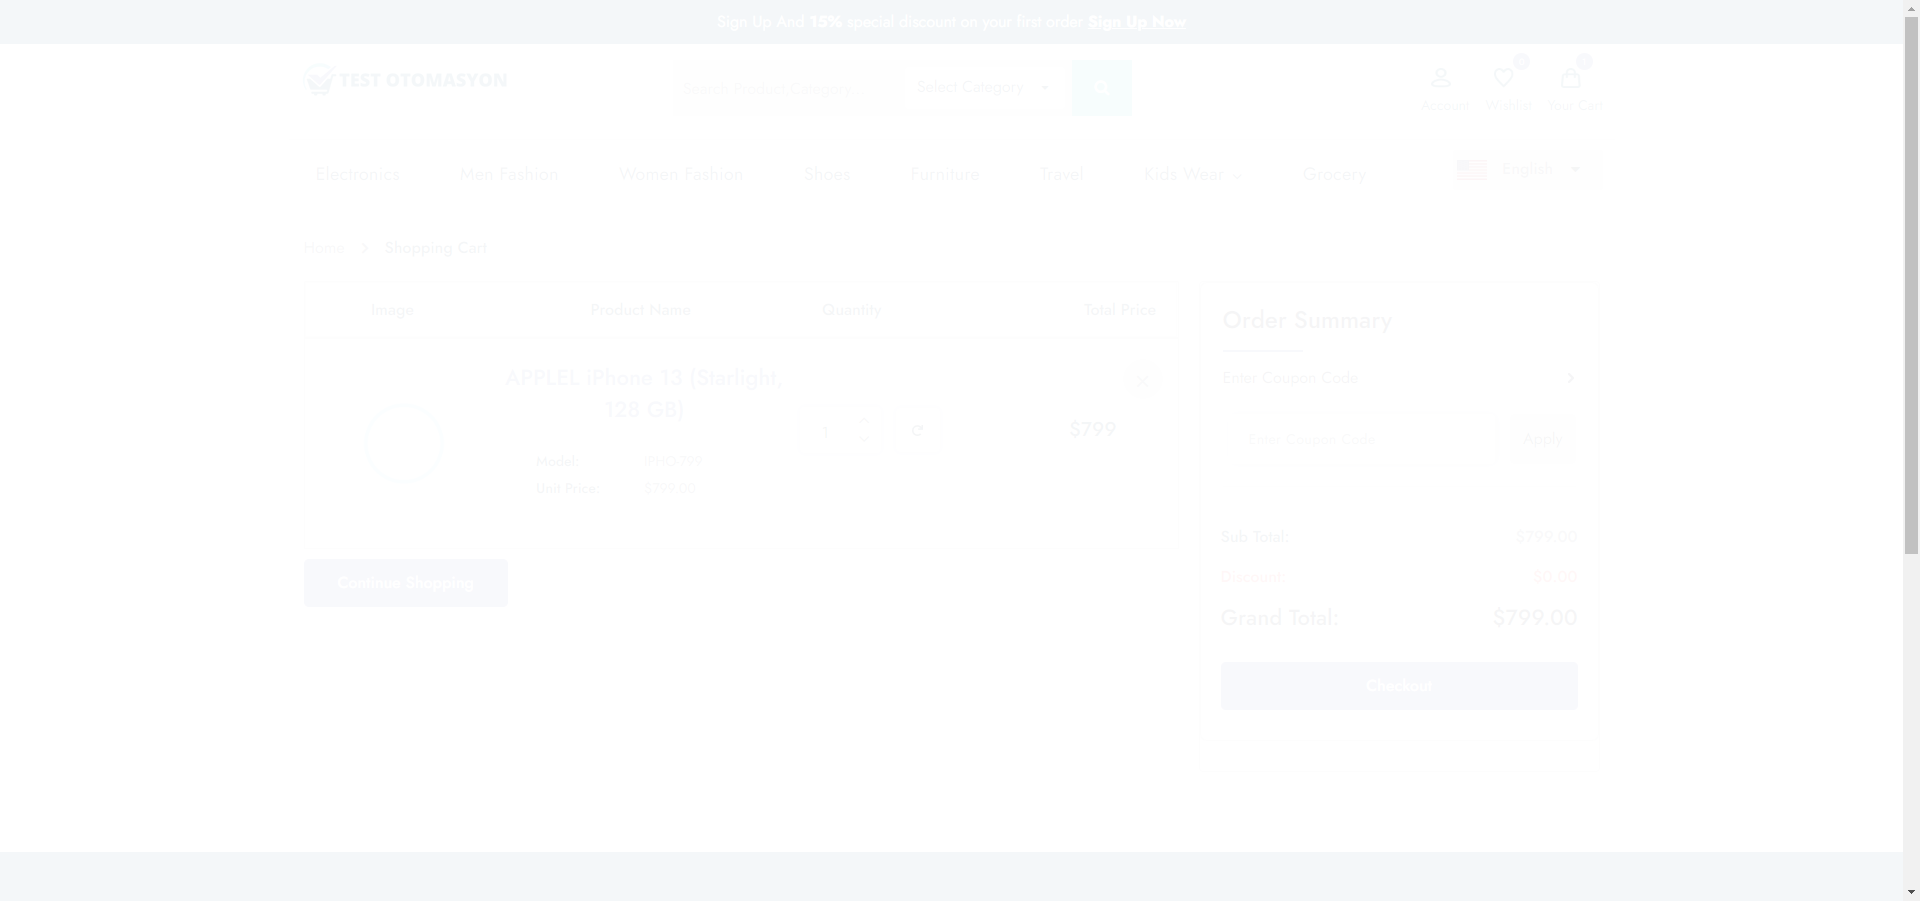 Sign Up And 15% special discount on your first order Sign Up Now
TEST OTOMASYON
Search Product,Category
Select Category
Account
Wishlist
Your Cart
Electronics
Men Fashion
Women Fashion
Shoes
Furniture
Travel
Kids Wear
Grocery
English
Home
Shopping Cart
Image
Product Name
Quantity
Total Price
APPLEL iPhone 13 (Starlight,
128 GB)
Model: IPHO-799
Unit Price: $799.00
1
$799
Continue Shopping
Order Summary
Enter Coupon Code
Enter Coupon Code
Apply
Sub Total: $799.00
Discount: $0.00
Grand Total: $799.00
Checkout